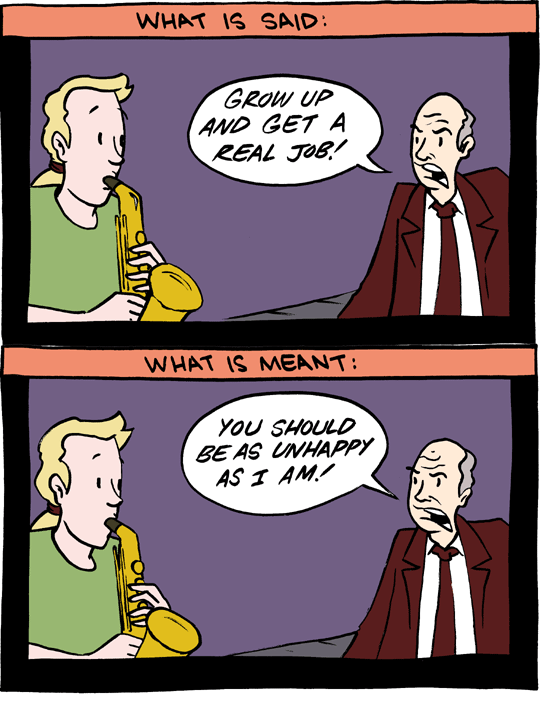 WHAT IS SAID:
GROW UP
AND GET A
REAL JOB!
WHAT IS MEANT:
YOU SHOULD
BE AS UNHAPPY
AS I AM!